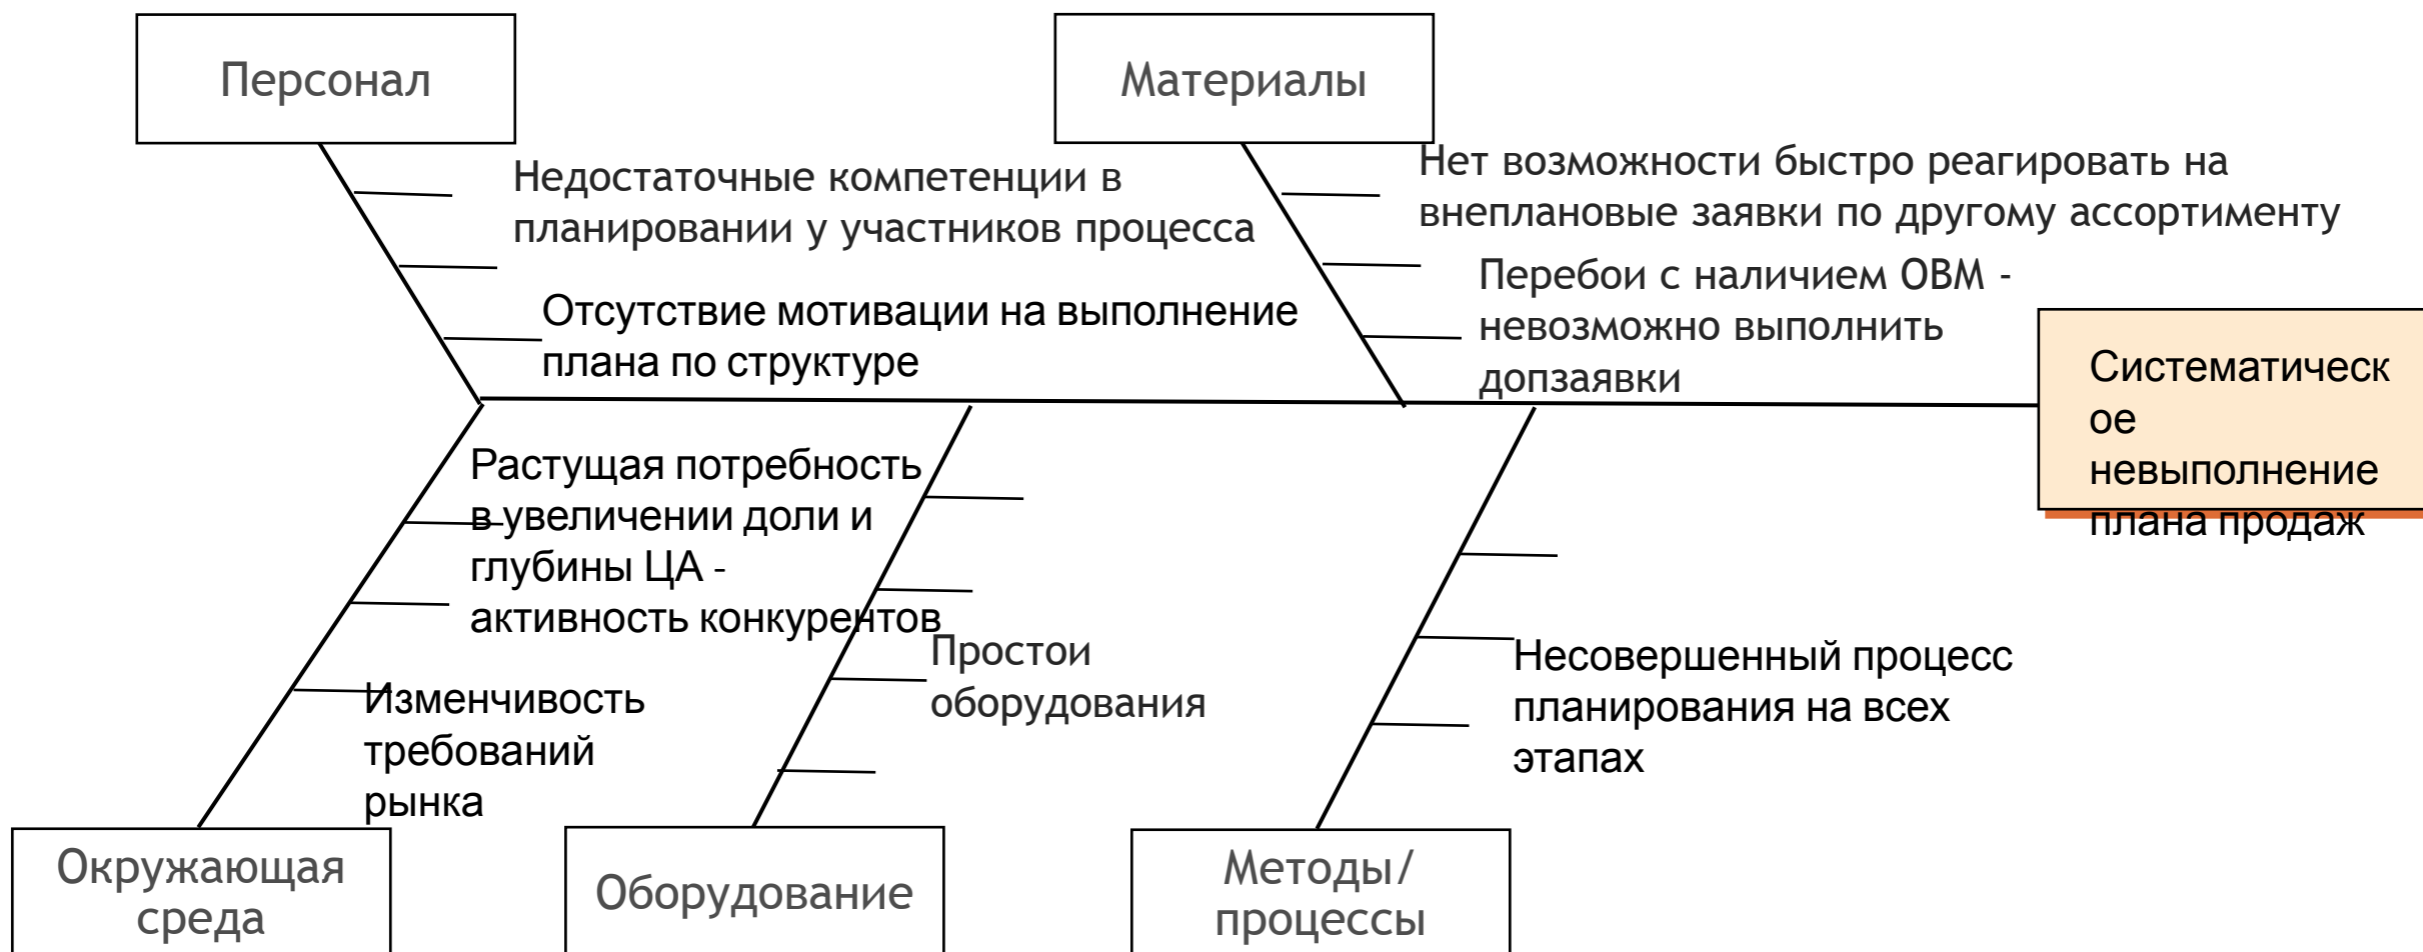 Персонал
Материалы
Недостаточные компетенции в
планировании у участников процесса
Нет возможности быстро реагировать на
внеплановые заявки по другому ассортименту
Отсутствие мотивации на выполнение
плана по структуре
Перебои с наличием ОВМ -
невозможно выполнить
допзаявки
Систематическ
ое
невыполнение
плана продаж
Растущая потребность
в увеличении доли и
глубины ЦА -
активность конкурентов
Изменчивость
требований
рынка
Простои
оборудования
Несовершенный процесс
планирования на всех
этапах
Окружающая
среда
Оборудование
Методы/
процессы